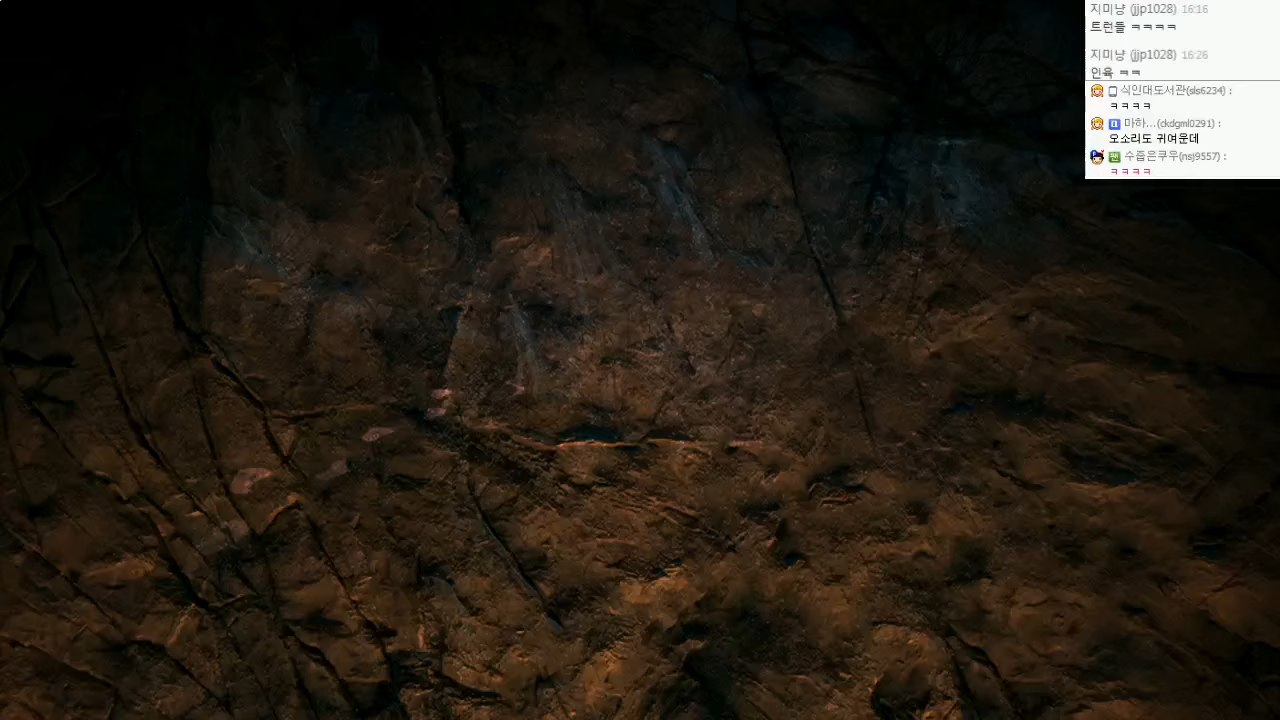 지미냥 (jjp1028) 16:16
트런들 ㅋㅋㅋㅋ
지미냥 (jjp1028) 16:26
인육 ㅋㅋ
식인대도서관(sls6234) :
ㅋㅋㅋㅋ
마하...(ckdgml0291) :
오소리도 귀여운데
팬 수줍은쿠우(nsj9557) :
ㅋㅋㅋㅋ